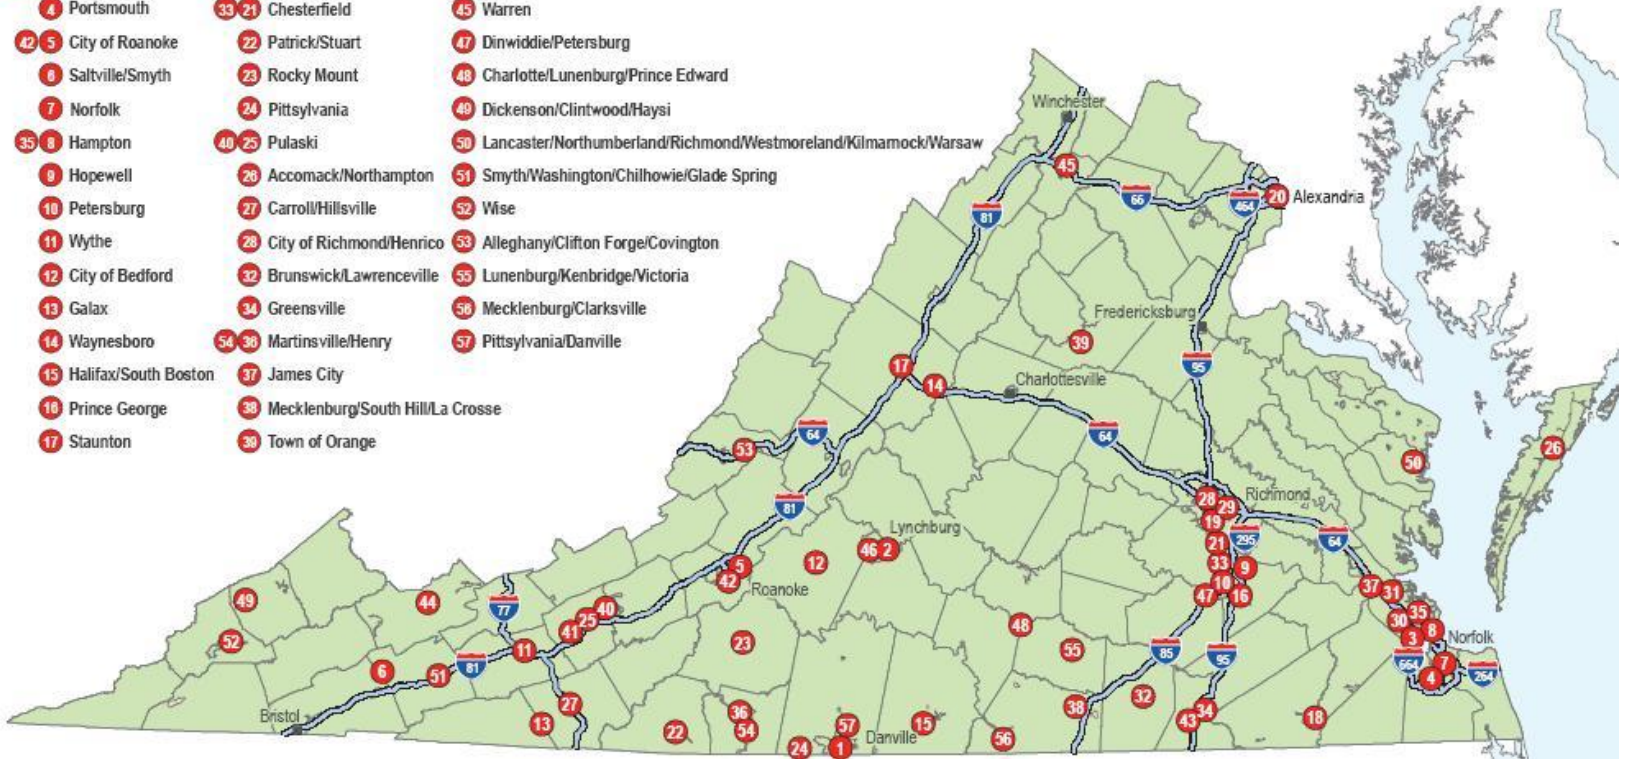 4 Portsmouth
42 5 City of Roanoke
6 Saltville/Smyth
7 Norfolk
35 8 Hampton
9 Hopewell
10 Petersburg
11 Wythe
12 City of Bedford
13 Galax
14 Waynesboro
15 Halifax/South Boston
16 Prince George
17 Staunton
33 21 Chesterfield
22 Patrick/Stuart
23 Rocky Mount
24 Pittsylvania
40 25 Pulaski
26 Accomack/Northampton
27 Carroll/Hillsville
28 City of Richmond/Henrico
32 Brunswick/Lawrenceville
34 Greensville
54 36 Martinsville/Henry
37 James City
38 Mecklenburg/South Hill/La Crosse
39 Town of Orange
45 Warren
47 Dinwiddie/Petersburg
48 Charlotte/Lunenburg/Prince Edward
49 Dickenson/Clintwood/Haysi
50 Lancaster/Northumberland/Richmond/Westmoreland/Kilmarnock/Warsaw
51 Smyth/Washington/Chilhowie/Glade Spring
52 Wise
53 Alleghany/Clifton Forge/Covington
55 Lunenburg/Kenbridge/Victoria
56 Mecklenburg/Clarksville
57 Pittsylvania/Danville
Winchester
45
66
464
20 Alexandria
81
Fredericksburg
39
95
17
14
Charlottesville
64
53
64
50
26
81
28
29
Richmond
19
Lynchburg
46 2
21
295
64
12
33
9
5
42
Roanoke
10
47
16
37 31
49
44
77
40
25
41
35
30
8
3
Norfolk
48
52
23
11
55
85
95
664
7
264
4
6
51
81
27
38
32
34
43
18
Bristol
13
22
36
54
57
15
Danville
24
1
56